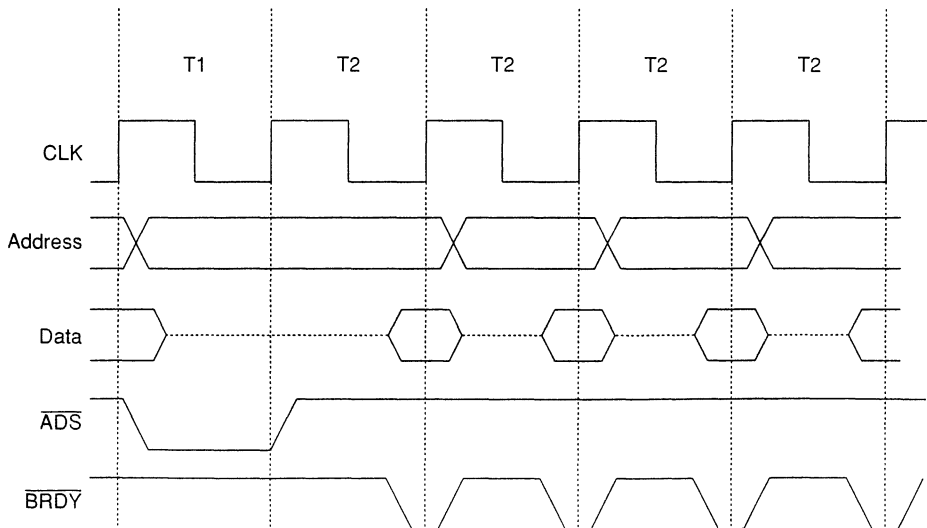 T1 T2 T2 T2 T2
CLK
Address
Data
ADS
BRDY